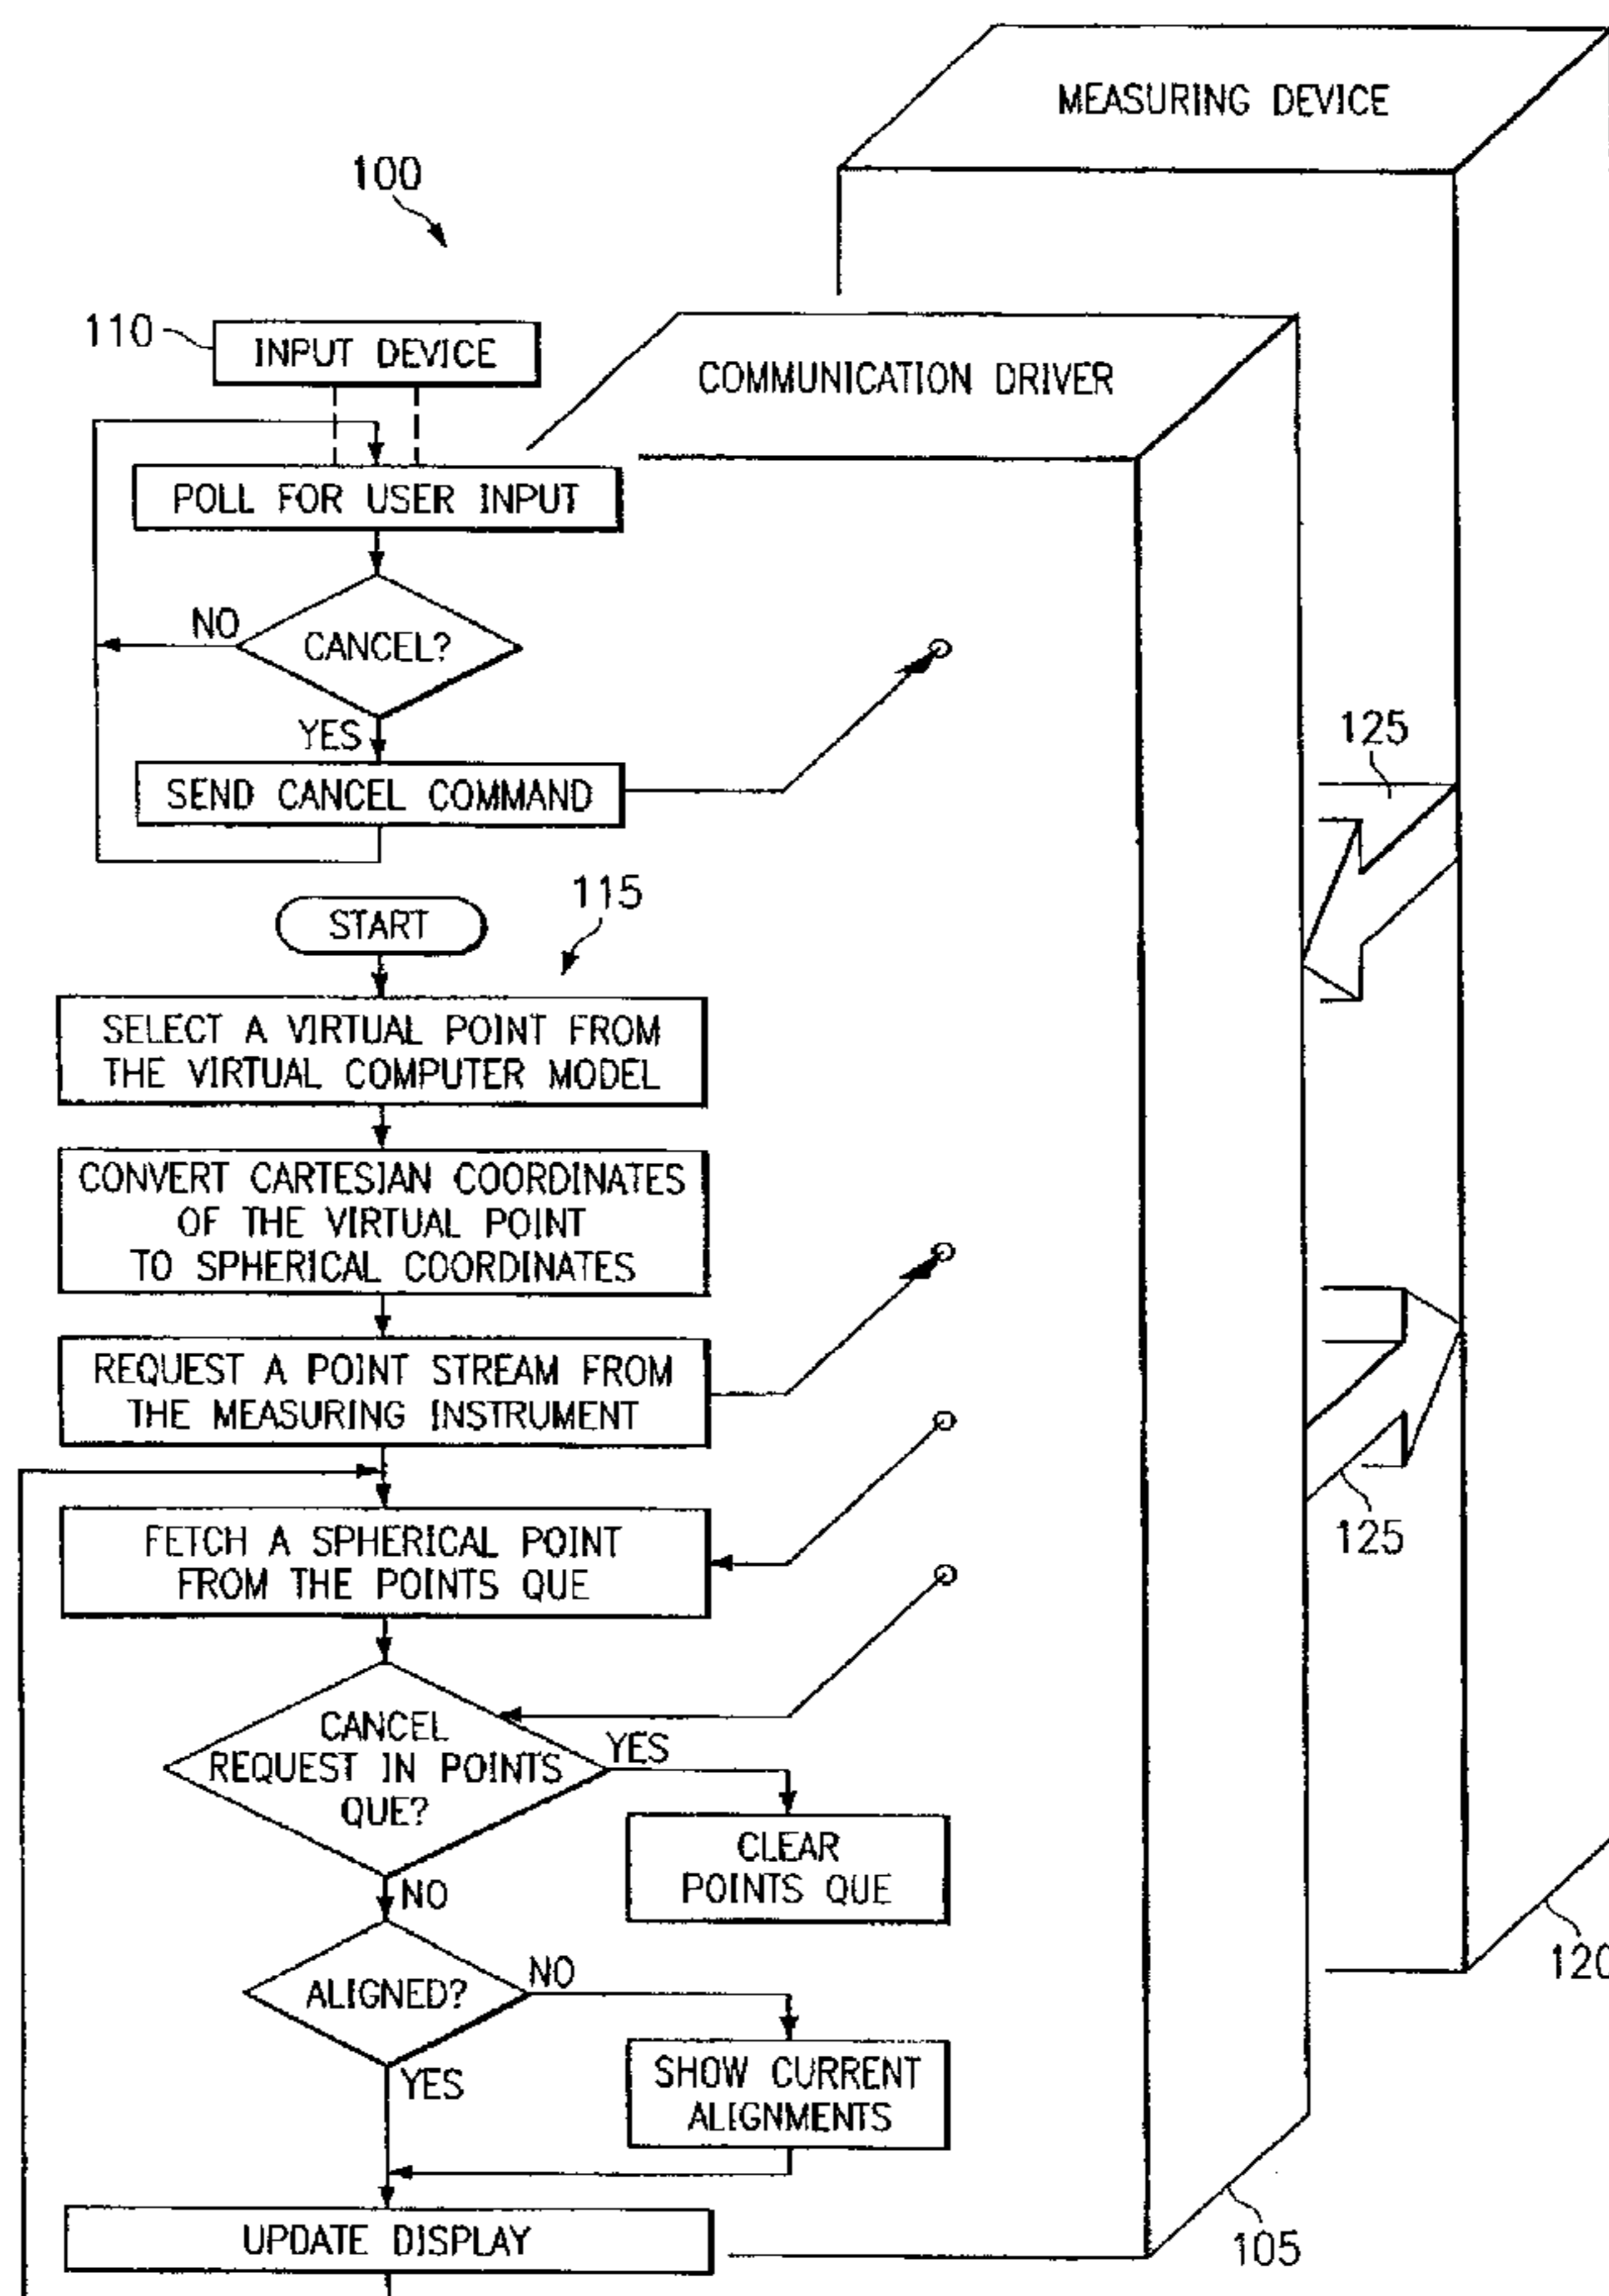 MEASURING DEVICE
100
110
INPUT DEVICE
COMMUNICATION DRIVER
POLL FOR USER INPUT
NO
CANCEL?
YES
SEND CANCEL COMMAND
125
START
115
SELECT A VIRTUAL POINT FROM
THE VIRTUAL COMPUTER MODEL
CONVERT CARTESIAN COORDINATES
OF THE VIRTUAL POINT
TO SPHERICAL COORDINATES
REQUEST A POINT STREAM FROM
THE MEASURING INSTRUMENT
125
FETCH A SPHERICAL POINT
FROM THE POINTS QUE
CANCEL
REQUEST IN POINTS
QUE?
YES
CLEAR
POINTS QUE
NO
ALIGNED?
NO
120
SHOW CURRENT
ALIGNMENTS
YES
UPDATE DISPLAY
105